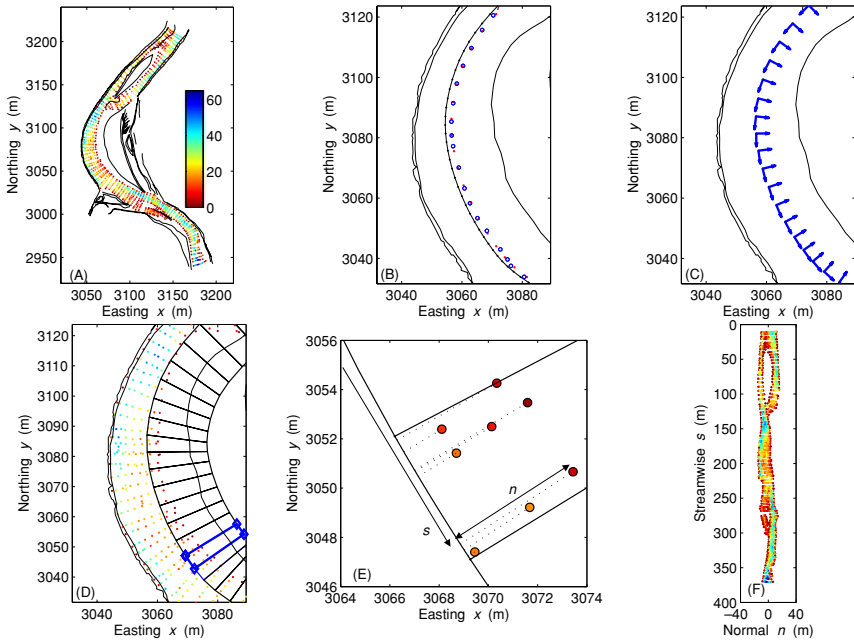 3200
3150
3100
3050
3000
2950
Northing y (m)
60
40
20
0
(A)
3050 3100 3150 3200
Easting x (m)
3120
3100
3080
3060
3040
Northing y (m)
(B)
3040 3060 3080
Easting x (m)
3120
3100
3080
3060
3040
Northing y (m)
(C)
3040 3060 3080
Easting x (m)
3120
3110
3100
3090
3080
3070
3060
3050
3040
Northing y (m)
(D)
3040 3060 3080
Easting x (m)
3056
3054
3052
3050
3048
3046
Northing y (m)
n
s
(E)
3064 3066 3068 3070 3072 3074
Easting x (m)
0
50
100
150
200
250
300
350
400
Streamwise s (m)
(F)
−40 0 40
Normal n (m)